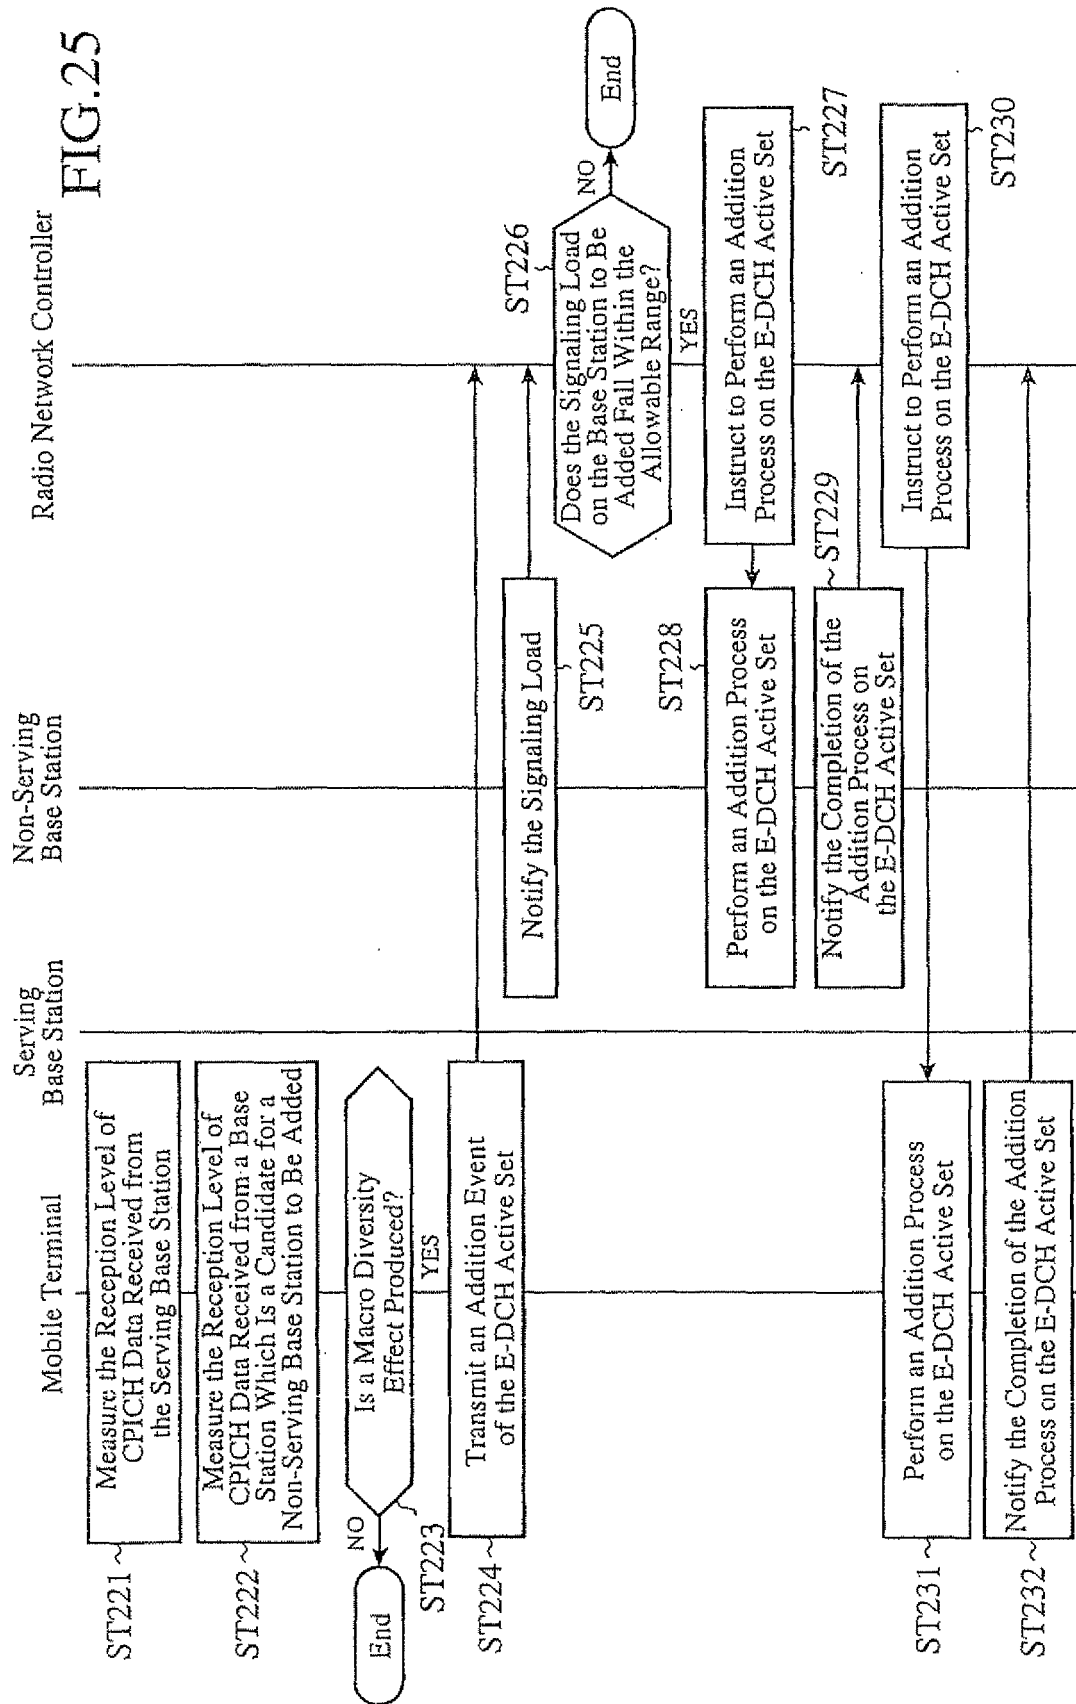 FIG.25
Mobile Terminal
Serving
Base Station
Non-Serving
Base Station
Radio Network Controller
ST221
Measure the Reception Level of
CPICH Data Received from
the Serving Base Station
ST222
Measure the Reception Level of
CPICH Data Received from a Base
Station Which Is a Candidate for a
Non-Serving Base Station to Be Added
Is a Macro Diversity
Effect Produced?
NO
End
ST223
YES
ST224
Transmit an Addition Event
of the E-DCH Active Set
Notify the Signaling Load
ST225
ST226
Does the Signaling Load
on the Base Station to Be
Added Fall Within the
Allowable Range?
NO
End
YES
Instruct to Perform an Addition
Process on the E-DCH Active Set
ST227
ST228
Perform an Addition Process
on the E-DCH Active Set
ST229
Notify the Completion of the
Addition Process on
the E-DCH Active Set
Instruct to Perform an Addition
Process on the E-DCH Active Set
ST230
ST231
Perform an Addition Process
on the E-DCH Active Set
ST232
Notify the Completion of the Addition
Process on the E-DCH Active Set